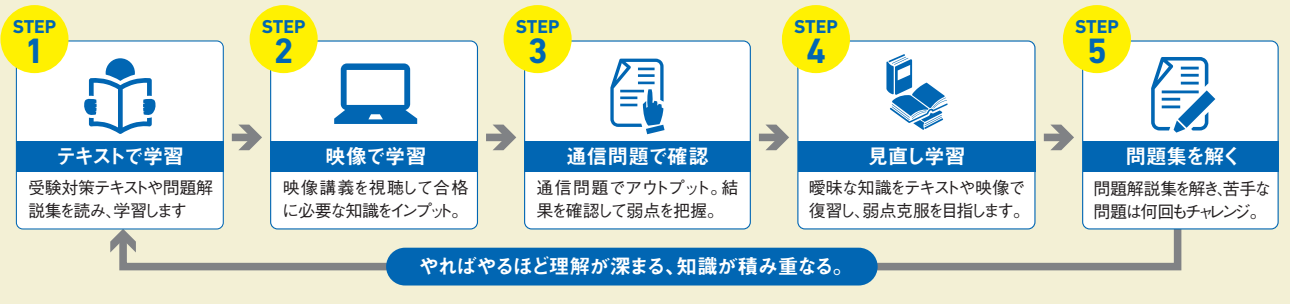 STEP
1
テキストで学習
受験対策テキストや問題解
説集を読み、学習します
STEP
2
映像で学習
映像講義を視聴して合格
に必要な知識をインプット。
STEP
3
通信問題で確認
通信問題でアウトプット。結
果を確認して弱点を把握。
STEP
4
見直し学習
曖昧な知識をテキストや映像で
復習し、弱点克服を目指します。
STEP
5
問題集を解く
問題解説集を解き、苦手な
問題は何回もチャレンジ。
やればやるほど理解が深まる、知識が積み重なる。